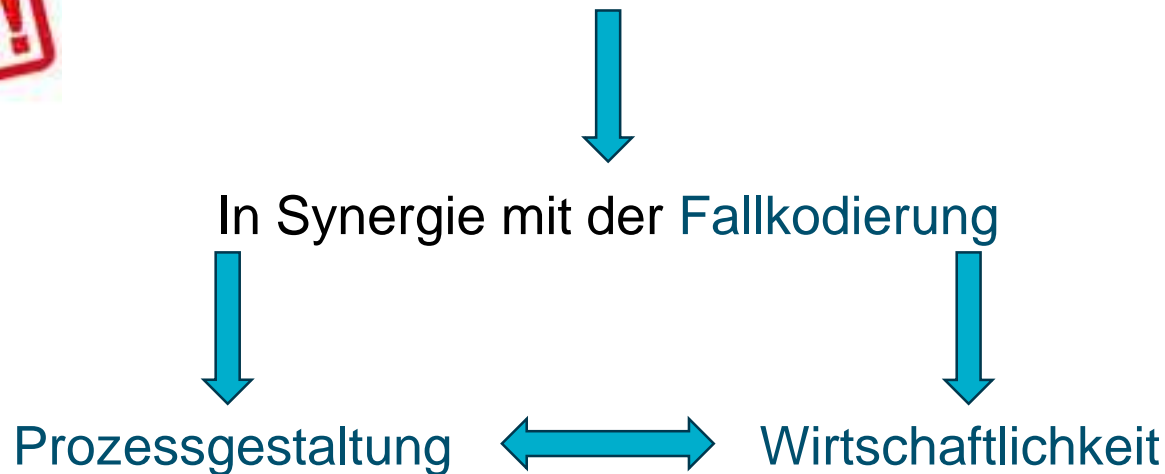 !
In Synergie mit der Fallkodierung
Prozessgestaltung
Wirtschaftlichkeit